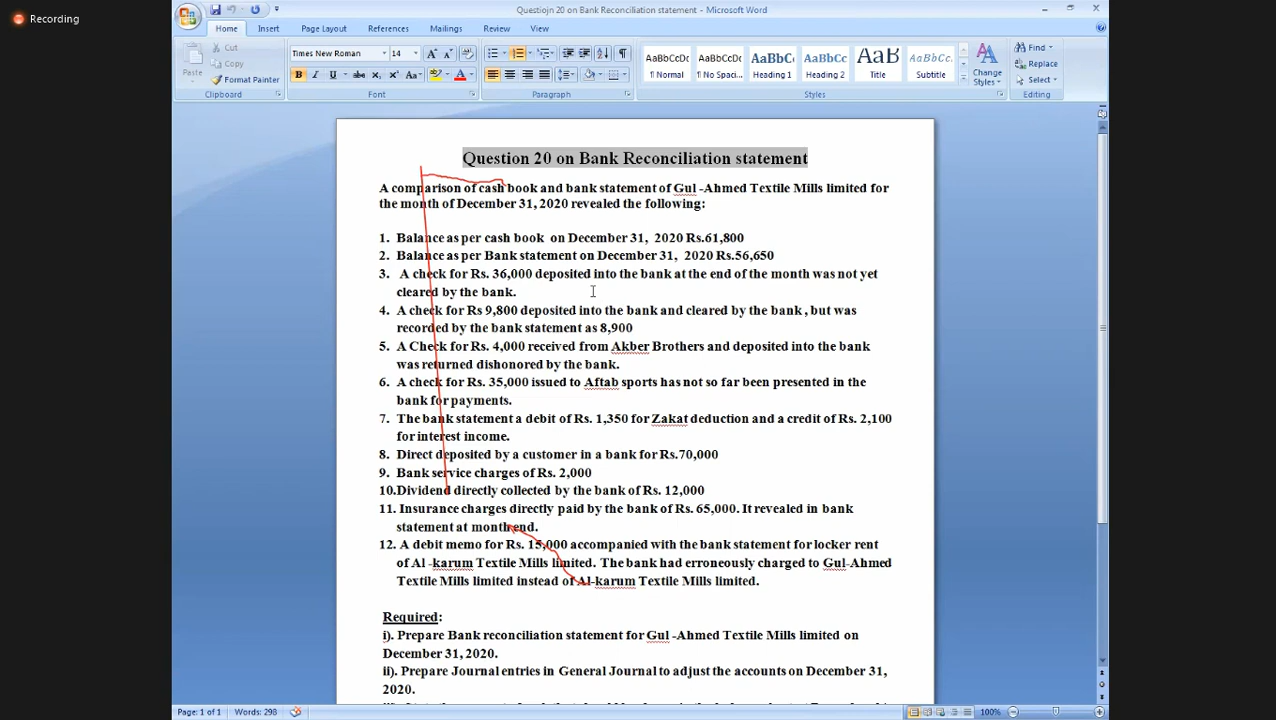 Recording
Questiojn 20 on Bank Reconciliation statement - Microsoft Word
Home Insert Page Layout References Mailings Review View
Cut
Copy
Paste
Format Painter
Times New Roman 14
AaBbCcDc AaBbCcDc AaBbC AaBbCc AaB AaBbCc.
¶ Normal ¶ No Spaci... Heading 1 Heading 2 Title Subtitle
Change Styles
Find
Replace
Select
Clipboard Font Paragraph Styles Editing
Question 20 on Bank Reconciliation statement
A comparison of cash book and bank statement of Gul -Ahmed Textile Mills limited for
the month of December 31, 2020 revealed the following:
1. Balance as per cash book on December 31, 2020 Rs.61,800
2. Balance as per Bank statement on December 31, 2020 Rs.56,650
3. A check for Rs. 36,000 deposited into the bank at the end of the month was not yet
cleared by the bank.
4. A check for Rs 9,800 deposited into the bank and cleared by the bank , but was
recorded by the bank statement as 8,900
5. A Check for Rs. 4,000 received from Akber Brothers and deposited into the bank
was returned dishonored by the bank.
6. A check for Rs. 35,000 issued to Aftab sports has not so far been presented in the
bank for payments.
7. The bank statement a debit of Rs. 1,350 for Zakat deduction and a credit of Rs. 2,100
for interest income.
8. Direct deposited by a customer in a bank for Rs.70,000
9. Bank service charges of Rs. 2,000
10.Dividend directly collected by the bank of Rs. 12,000
11. Insurance charges directly paid by the bank of Rs. 65,000. It revealed in bank
statement at month end.
12. A debit memo for Rs. 15,000 accompanied with the bank statement for locker rent
of Al -karum Textile Mills limited. The bank had erroneously charged to Gul-Ahmed
Textile Mills limited instead of Al-karum Textile Mills limited.
Required:
i). Prepare Bank reconciliation statement for Gul -Ahmed Textile Mills limited on
December 31, 2020.
ii). Prepare Journal entries in General Journal to adjust the accounts on December 31,
2020.
Page: 1 of 1 Words: 298 100%